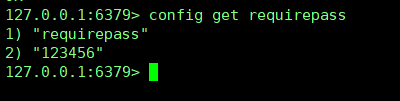 127.0.0.1:6379> config get requirepass
1) "requirepass"
2) "123456"
127.0.0.1:6379>